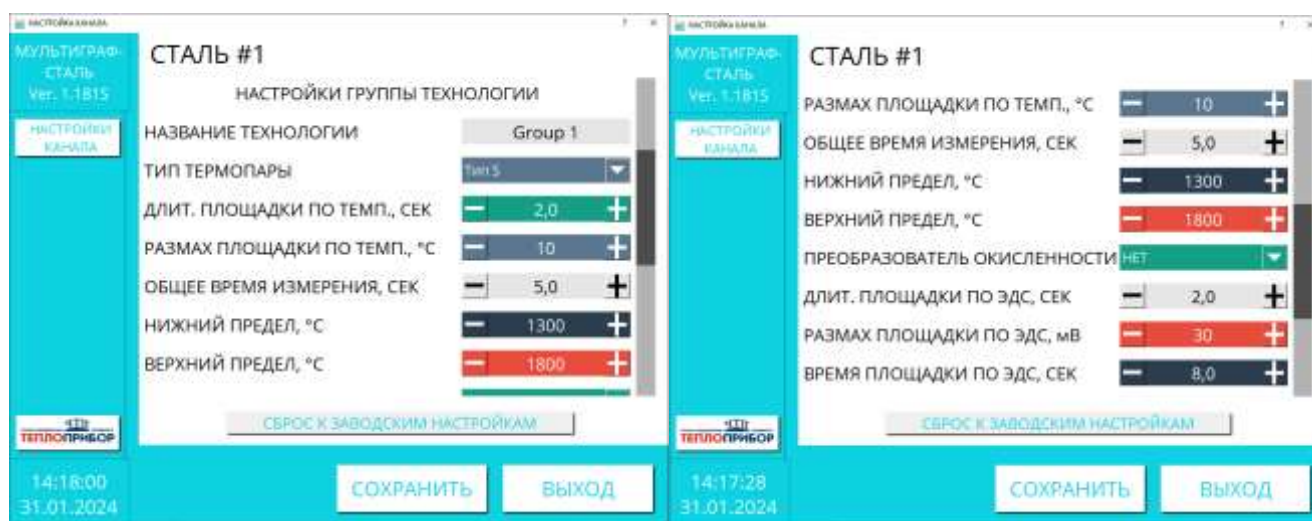 НАСТРОЙКА КАНАЛА
МУЛЬТИГРАФ-
СТАЛЬ
Ver. 1.1815
НАСТРОЙКИ
КАНАЛА
СТАЛЬ #1
НАСТРОЙКИ ГРУППЫ ТЕХНОЛОГИИ
НАЗВАНИЕ ТЕХНОЛОГИИ Group 1
ТИП ТЕРМОПАРЫ Тип S
ДЛИТ. ПЛОЩАДКИ ПО ТЕМП., СЕК 2,0
РАЗМАХ ПЛОЩАДКИ ПО ТЕМП., °C 10
ОБЩЕЕ ВРЕМЯ ИЗМЕРЕНИЯ, СЕК 5,0
НИЖНИЙ ПРЕДЕЛ, °C 1300
ВЕРХНИЙ ПРЕДЕЛ, °C 1800
СБРОС К ЗАВОДСКИМ НАСТРОЙКАМ
ТЕПЛОПРИБОР
14:18:00
31.01.2024
СОХРАНИТЬ ВЫХОД
НАСТРОЙКА КАНАЛА
МУЛЬТИГРАФ-
СТАЛЬ
Ver. 1.1815
НАСТРОЙКИ
КАНАЛА
СТАЛЬ #1
РАЗМАХ ПЛОЩАДКИ ПО ТЕМП., °C 10
ОБЩЕЕ ВРЕМЯ ИЗМЕРЕНИЯ, СЕК 5,0
НИЖНИЙ ПРЕДЕЛ, °C 1300
ВЕРХНИЙ ПРЕДЕЛ, °C 1800
ПРЕОБРАЗОВАТЕЛЬ ОКИСЛЕННОСТИ НЕТ
ДЛИТ. ПЛОЩАДКИ ПО ЭДС, СЕК 2,0
РАЗМАХ ПЛОЩАДКИ ПО ЭДС, мВ 30
ВРЕМЯ ПЛОЩАДКИ ПО ЭДС, СЕК 8,0
СБРОС К ЗАВОДСКИМ НАСТРОЙКАМ
ТЕПЛОПРИБОР
14:17:28
31.01.2024
СОХРАНИТЬ ВЫХОД